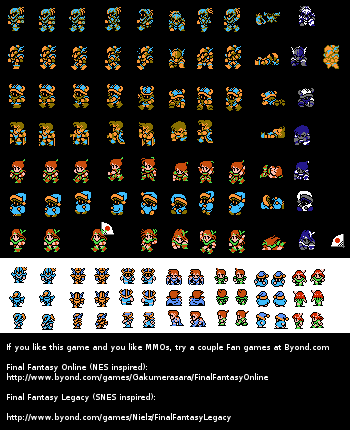 If you like this game and you like MMOs, try a couple Fan games at Byond.com
Final Fantasy Online (NES inspired):
http://www.byond.com/games/Gakumerasara/FinalFantasyOnline
Final Fantasy Legacy (SNES inspired):
http://www.byond.com/games/Nielz/FinalFantasyLegacy